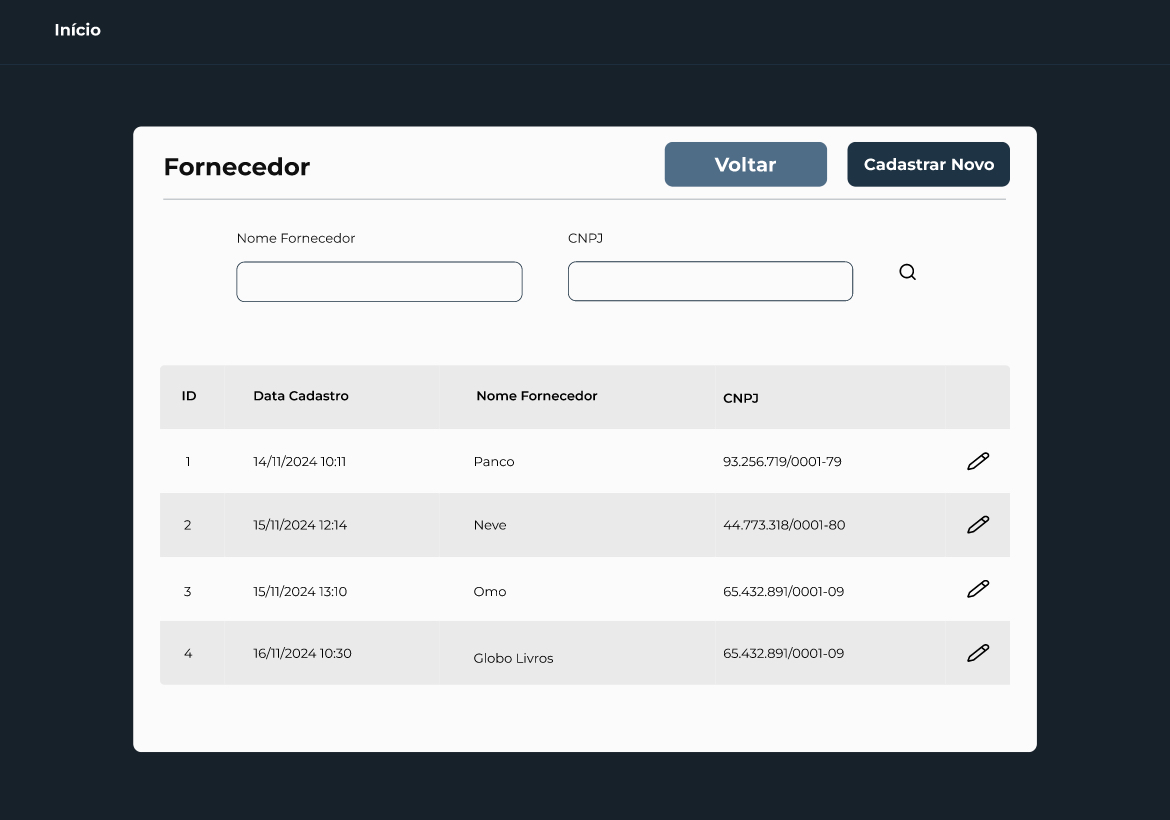 Início
Fornecedor
Voltar
Cadastrar Novo
Nome Fornecedor
CNPJ
ID Data Cadastro Nome Fornecedor CNPJ
1 14/11/2024 10:11 Panco 93.256.719/0001-79
2 15/11/2024 12:14 Neve 44.773.318/0001-80
3 15/11/2024 13:10 Omo 65.432.891/0001-09
4 16/11/2024 10:30 Globo Livros 65.432.891/0001-09